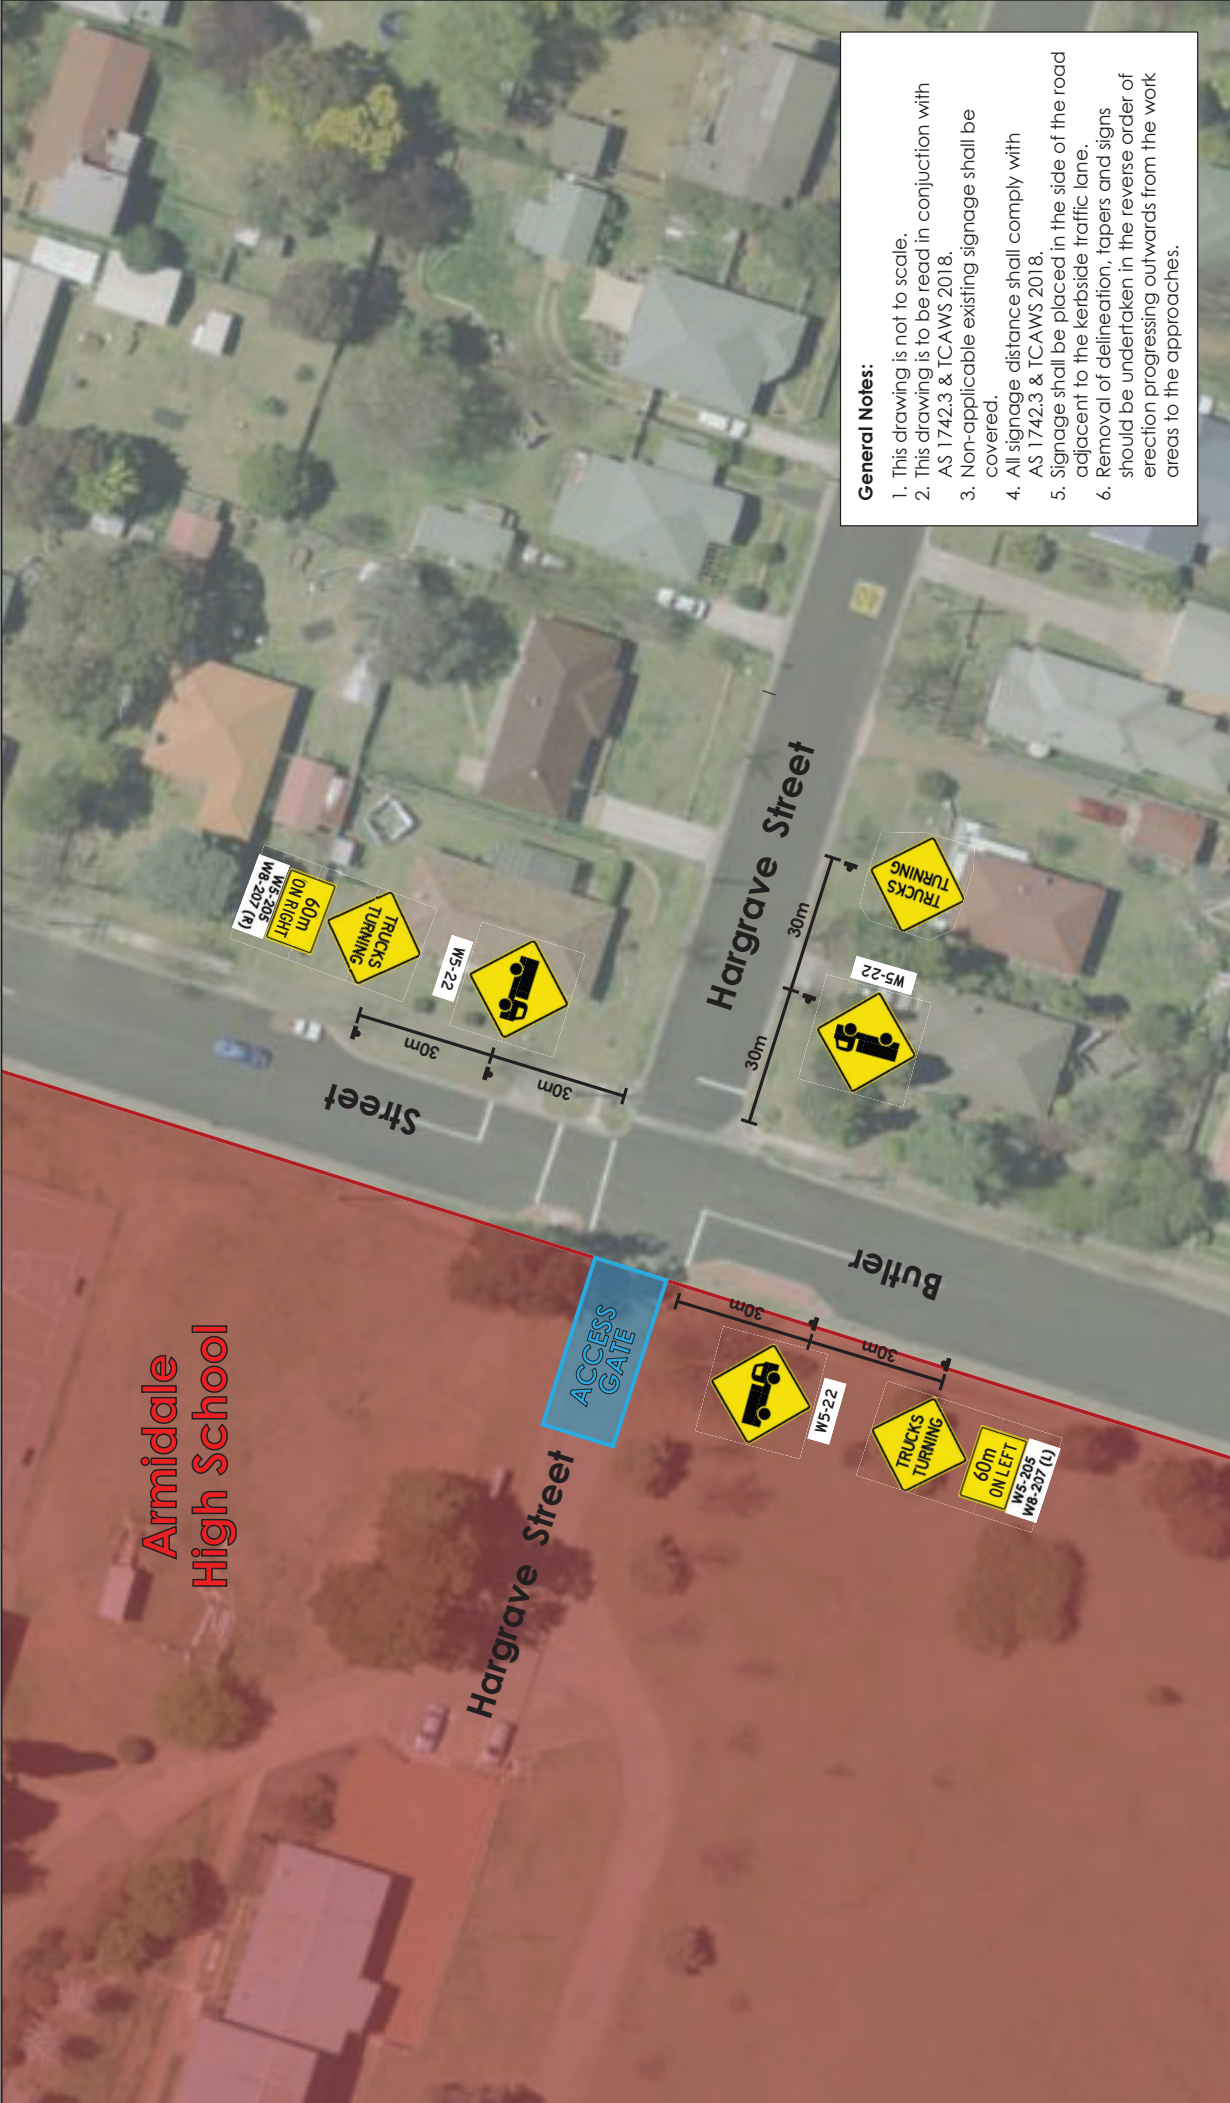 Armidale
High School
Hargrave Street
ACCESS
GATE
30m
30m
W5-22
TRUCKS
TURNING
60m
ON LEFT
W5-205
W8-207 (L)
Butler
Street
30m
30m
W5-205
W8-207 (R)
60m
ON RIGHT
TRUCKS
TURNING
W5-22
Hargrave Street
30m
30m
W5-22
TRUCKS
TURNING
General Notes:
1. This drawing is not to scale.
2. This drawing is to be read in conjuction with
AS 1742.3 & TCAWS 2018.
3. Non-applicable existing signage shall be
covered.
4. All signage distance shall comply with
AS 1742.3 & TCAWS 2018.
5. Signage shall be placed in the side of the road
adjacent to the kerbside traffic lane.
6. Removal of delineation, tapers and signs
should be undertaken in the reverse order of
erection progressing outwards from the work
areas to the approaches.